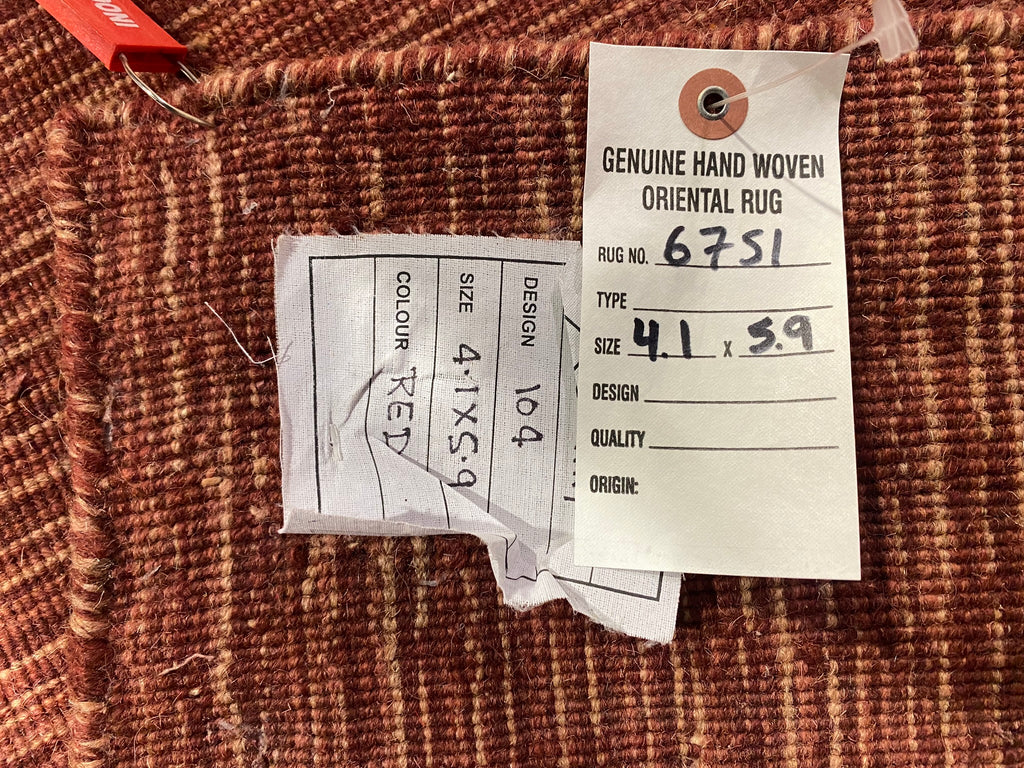 GENUINE HAND WOVEN
ORIENTAL RUG
RUG NO. 6751
TYPE
SIZE 4.1 x 5.9
DESIGN
QUALITY
ORIGIN:
DESIGN 104
SIZE 4.1X5.9
COLOUR RED